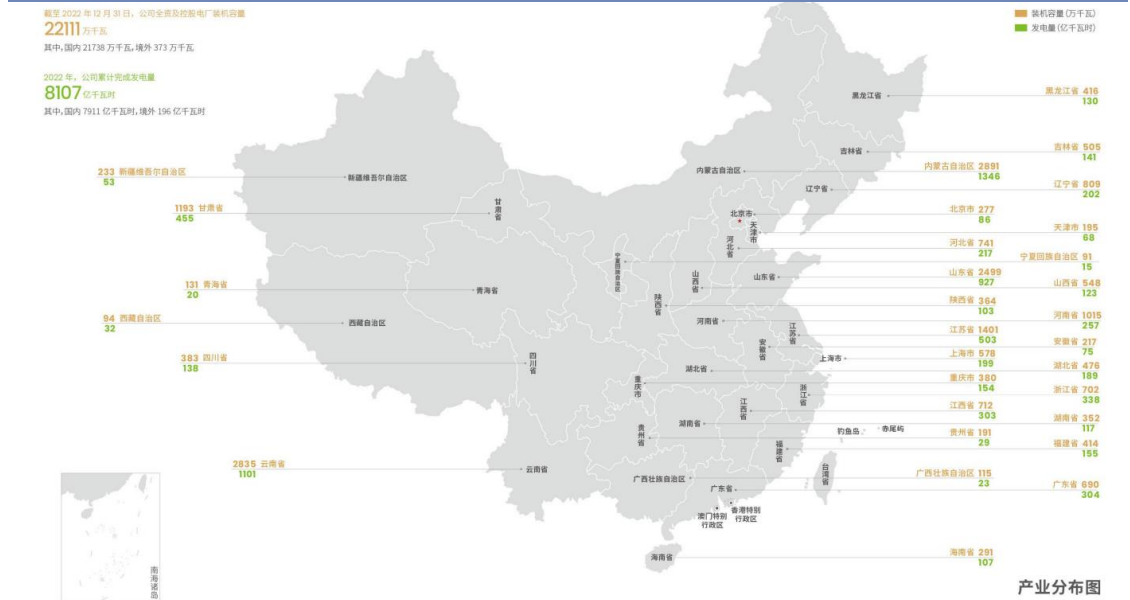 截至 2022 年 12 月 31 日，公司全资及控股电厂装机容量
22111 万千瓦
其中,国内 21738 万千瓦,境外 373 万千瓦
2022 年，公司累计完成发电量
8107 亿千瓦时
其中,国内 7911 亿千瓦时,境外 196 亿千瓦时
装机容量(万千瓦)
发电量(亿千瓦时)
233 新疆维吾尔自治区
53
1193 甘肃省
455
131 青海省
20
94 西藏自治区
32
383 四川省
138
2835 云南省
1101
黑龙江省
吉林省
内蒙古自治区
辽宁省
新疆维吾尔自治区
甘肃省
北京市
天津市
河北省
宁夏回族自治区
山西省
山东省
青海省
陕西省
西藏自治区
河南省
江苏省
安徽省
上海市
四川省
湖北省
重庆市
浙江省
江西省
湖南省
贵州省
钓鱼岛
赤尾屿
福建省
云南省
广西壮族自治区
台湾省
广东省
澳门特别
行政区
香港特别
行政区
海南省
南海诸岛
黑龙江省 416
130
吉林省 505
141
内蒙古自治区 2891
1346
辽宁省 809
202
北京市 277
86
天津市 195
68
河北省 741
217
宁夏回族自治区 91
15
山东省 2499
927
山西省 548
123
陕西省 364
103
河南省 1015
257
江苏省 1401
503
安徽省 217
75
上海市 578
199
湖北省 476
189
重庆市 380
154
浙江省 702
338
江西省 712
303
湖南省 352
117
贵州省 191
29
福建省 414
155
广西壮族自治区 115
23
广东省 690
304
海南省 291
107
产业分布图